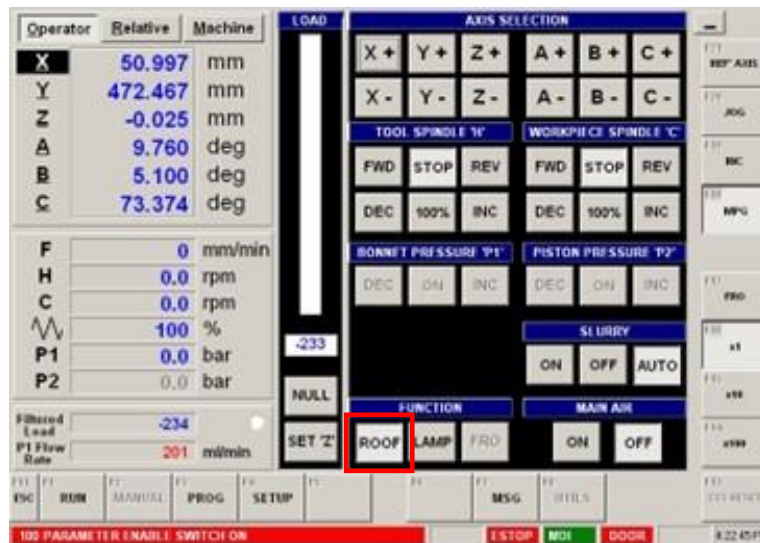 Operator Relative Machine
X 50.997 mm
Y 472.467 mm
Z -0.025 mm
A 9.760 deg
B 5.100 deg
C 73.374 deg
F 0 mm/min
H 0.0 rpm
C 0.0 rpm
100 %
P1 0.0 bar
P2 0.0 bar
Filtered Load -234
P1 Flow Rate 201 ml/min
LOAD
-233
NULL
SET 'Z'
AXIS SELECTION
X + Y + Z + A + B + C +
X - Y - Z - A - B - C -
TOOL SPINDLE 'H' WORKPIECE SPINDLE 'C'
FWD STOP REV FWD STOP REV
DEC 100% INC DEC 100% INC
BONNET PRESSURE 'P1' PISTON PRESSURE 'P2'
DEC ON INC DEC ON INC
SLURRY
ON OFF AUTO
FUNCTION MAIN AIR
ROOF LAMP FRO ON OFF
REF AXIS
JOG
INC
MPG
FRO
x1
x10
x100
ESC RUN MANUAL PROG SETUP MSG UTILS
100 PARAMETER ENABLE SWITCH ON ESTOP MDI DOOR 4:22:45 P